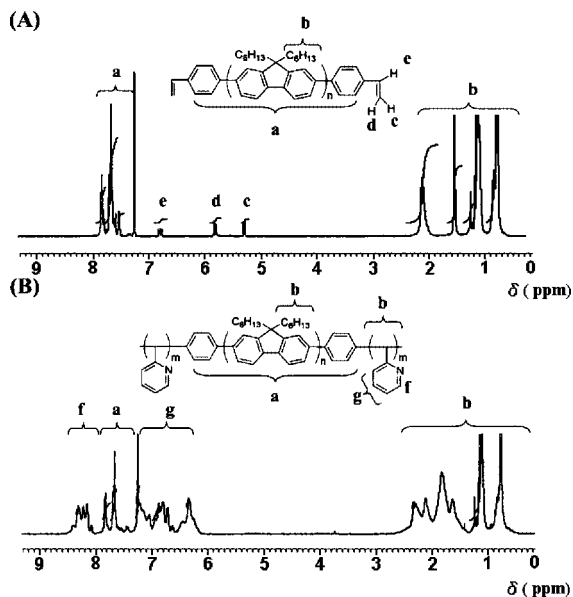 (A)
b
a
C₆H₁₃ C₆H₁₃
n
H
e
H
H
d
c
a
b
e
d
c
9 8 7 6 5 4 3 2 1 0
δ (ppm)
(B)
b
b
C₆H₁₃ C₆H₁₃
m
n
m
N
N
g
f
a
f
a
g
b
9 8 7 6 5 4 3 2 1 0
δ (ppm)